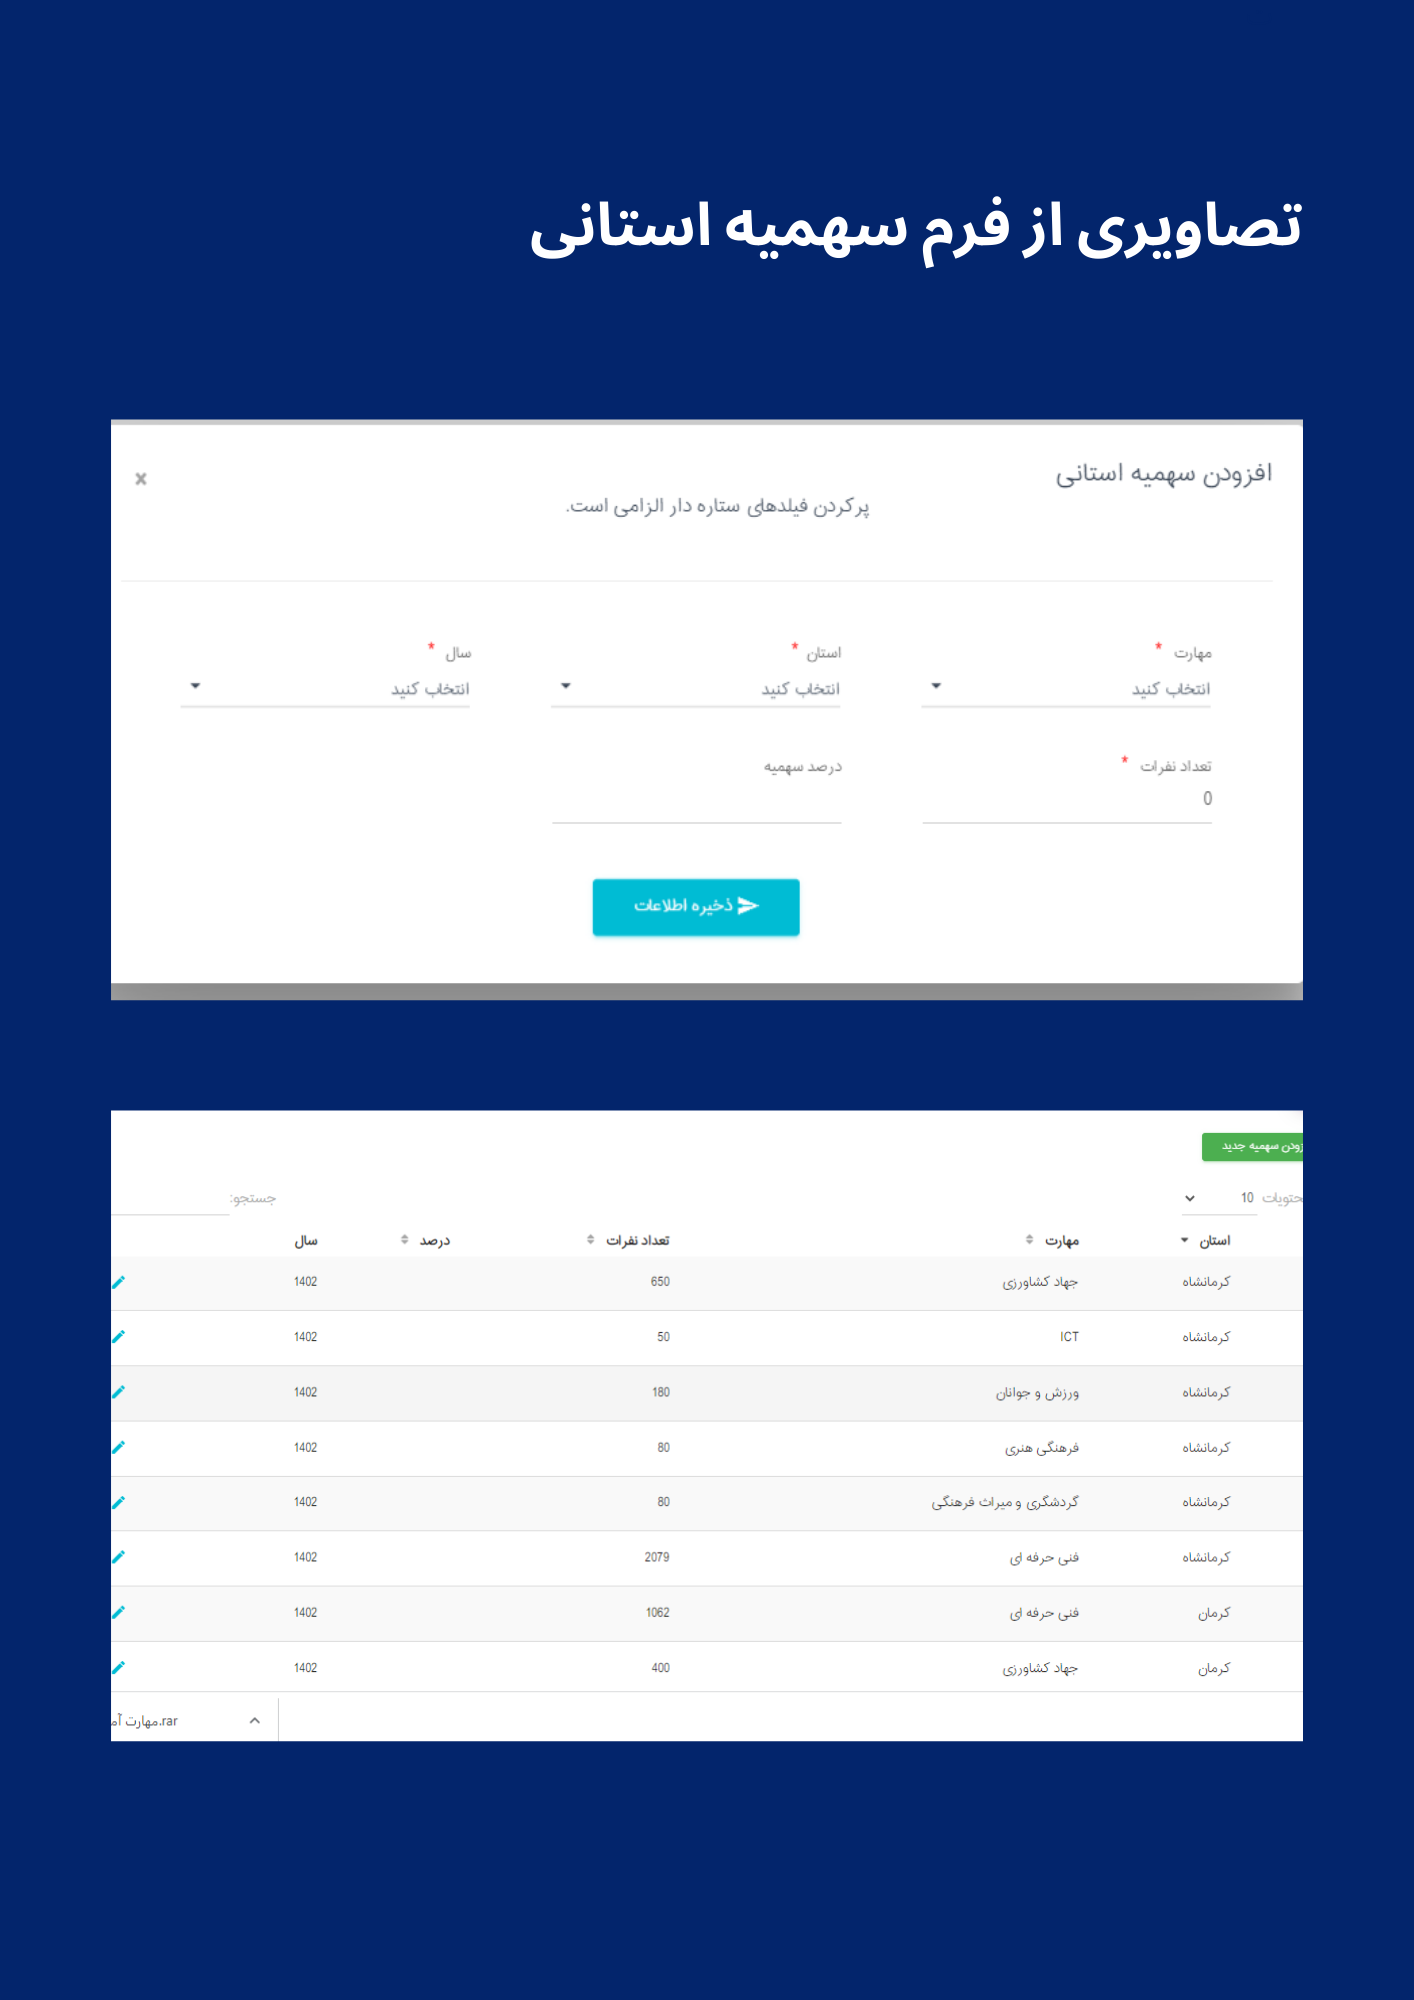 تصاویری از فرم سهمیه استانی
افزودن سهمیه استانی
×
پر کردن فیلدهای ستاره دار الزامی است.
مهارت * استان * سال *
انتخاب کنید انتخاب کنید انتخاب کنید
تعداد نفرات * درصد سهمیه
0
ذخیره اطلاعات
سهمیه جدید
10 جستجو:
استان مهارت تعداد نفرات درصد سال
کرمانشاه جهاد کشاورزی 650 1402
کرمانشاه ICT 50 1402
کرمانشاه ورزش و جوانان 180 1402
کرمانشاه فرهنگی هنری 80 1402
کرمانشاه گردشگری و میراث فرهنگی 80 1402
کرمانشاه فنی حرفه ای 2079 1402
کرمان فنی حرفه ای 1062 1402
کرمان جهاد کشاورزی 400 1402
مهارت آم.rar